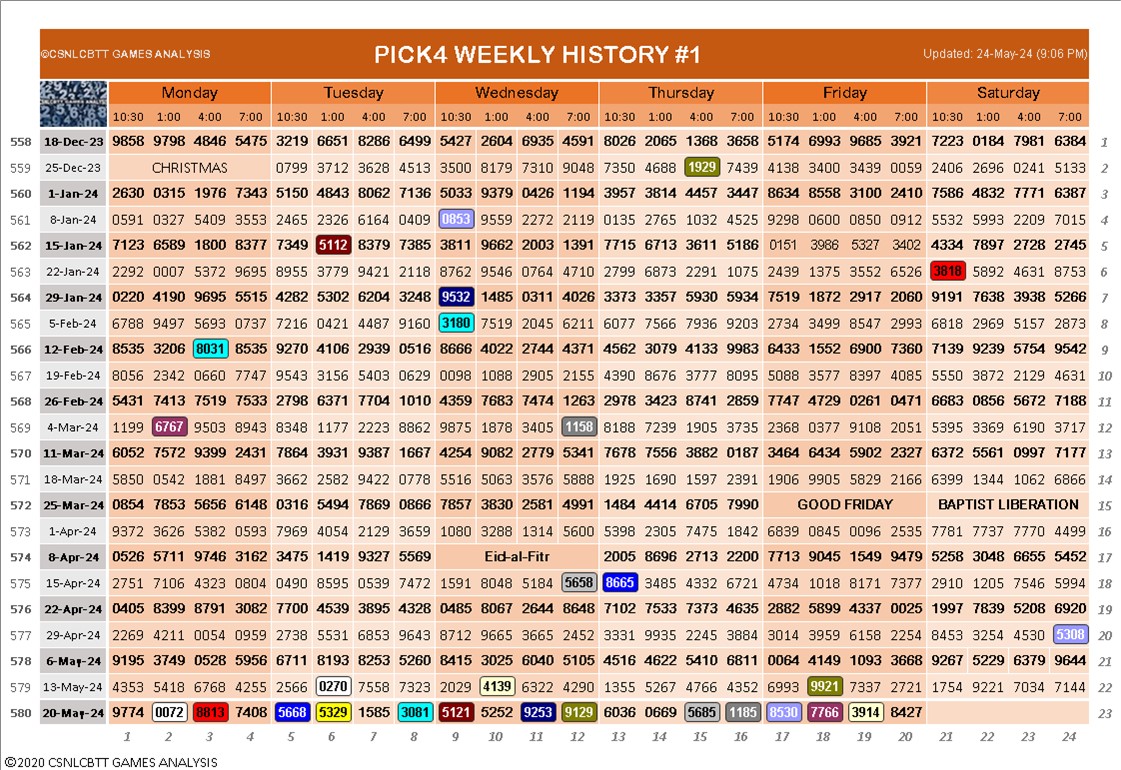 ©CSNLCBTT GAMES ANALYSIS PICK4 WEEKLY HISTORY #1 Updated: 24-May-24 (9:06 PM)
Monday Tuesday Wednesday Thursday Friday Saturday
10:30 1:00 4:00 7:00 10:30 1:00 4:00 7:00 10:30 1:00 4:00 7:00 10:30 1:00 4:00 7:00 10:30 1:00 4:00 7:00 10:30 1:00 4:00 7:00
558 18-Dec-23 9858 9798 4846 5475 3219 6651 8286 6499 5427 2604 6935 4591 8026 2065 1368 3658 5174 6993 9685 3921 7223 0184 7981 6384 1
559 25-Dec-23 CHRISTMAS 0799 3712 3628 4513 3500 8179 7310 9048 7350 4688 1929 7439 4138 3400 3439 0059 2406 2696 0241 5133 2
560 1-Jan-24 2630 0315 1976 7343 5150 4843 8062 7136 5033 9379 0426 1194 3957 3814 4457 3447 8634 8558 3100 2410 7586 4832 7771 6387 3
561 8-Jan-24 0591 0327 5409 3553 2465 2326 6164 0409 0853 9559 2272 2119 0135 2765 1032 4525 9298 0600 0850 0912 5532 5993 2209 7015 4
562 15-Jan-24 7123 6589 1800 8377 7349 5112 8379 7385 3811 9662 2003 1391 7715 6713 3611 5186 0151 3986 5327 3402 4334 7897 2728 2745 5
563 22-Jan-24 2292 0007 5372 9695 8955 3779 9421 2118 8762 9546 0764 4710 2799 6873 2291 1075 2439 1375 3552 6526 3818 5892 4631 8753 6
564 29-Jan-24 0220 4190 9695 5515 4282 5302 6204 3248 9532 1485 0311 4026 3373 3357 5930 5934 7519 1872 2917 2060 9191 7638 3938 5266 7
565 5-Feb-24 6788 9497 5693 0737 7216 0421 4487 9160 3180 7519 2045 6211 6077 7566 7936 9203 2734 3499 8547 2993 6818 2969 5157 2873 8
566 12-Feb-24 8535 3206 8031 8535 9270 4106 2939 0516 8666 4022 2744 4371 4562 3079 4133 9983 6433 1552 6900 7360 7139 9239 5754 9542 9
567 19-Feb-24 8056 2342 0660 7747 9543 3156 5403 0629 0098 1088 2905 2155 4390 8676 3777 8095 5088 3577 8397 4085 5550 3872 2129 4631 10
568 26-Feb-24 5431 7413 7519 7533 2798 6371 7704 1010 4359 7683 7474 1263 2978 3423 8741 2859 7747 4729 0261 0471 6683 0856 5672 7188 11
569 4-Mar-24 1199 6767 9503 8943 8348 1177 2223 8862 9875 1878 3405 1158 8188 7239 1905 3735 2368 0377 9108 2051 5395 3369 6190 3717 12
570 11-Mar-24 6052 7572 9399 2431 7864 3931 9387 1667 4254 9082 2779 5341 7678 7556 3882 0187 3464 6434 5902 2327 6372 5561 0997 7177 13
571 18-Mar-24 5850 0542 1881 8497 3662 2582 9422 0778 5516 5063 3576 5888 1925 1690 1597 2391 1906 9905 5829 2166 6399 1344 1062 6866 14
572 25-Mar-24 0854 7853 5656 6148 0316 5494 7869 0866 7857 3830 2581 4991 1484 4414 6705 7990 GOOD FRIDAY BAPTIST LIBERATION 15
573 1-Apr-24 9372 3626 5382 0593 7969 4054 2129 3659 1080 3288 1314 5600 5398 2305 7475 1842 6839 0845 0096 2535 7781 7737 7770 4499 16
574 8-Apr-24 0526 5711 9746 3162 3475 1419 9327 5569 Eid-al-Fitr 2005 8696 2713 2200 7713 9045 1549 9479 5258 3048 6655 5452 17
575 15-Apr-24 2751 7106 4323 0804 0490 8595 0539 7472 1591 8048 5184 5658 8665 3485 4332 6721 4734 1018 8171 7377 2910 1205 7546 5994 18
576 22-Apr-24 0405 8399 8791 3082 7700 4539 3895 4328 0485 8067 2644 8648 7102 7533 7373 4635 2882 5899 4337 0025 1997 7839 5208 6920 19
577 29-Apr-24 2269 4211 0054 0959 2738 5531 6853 9643 8712 9665 3665 2452 3331 9935 2245 3884 3014 3959 6158 2254 8453 3254 4530 5308 20
578 6-May-24 9195 3749 0528 5956 6711 8193 8253 5260 8415 3025 6040 5105 4516 4622 5410 6811 0064 4149 1093 3668 9267 5229 6379 9644 21
579 13-May-24 4353 5418 6768 4255 2566 0270 7558 7323 2029 4139 6322 4290 1355 5267 4766 4352 6993 9921 7337 2721 1754 9221 7034 7144 22
580 20-May-24 9774 0072 8813 7408 5668 5329 1585 3081 5121 5252 9253 9129 6036 0669 5685 1185 8530 7766 3914 8427 23
1 2 3 4 5 6 7 8 9 10 11 12 13 14 15 16 17 18 19 20 21 22 23 24
©2020 CSNLCBTT GAMES ANALYSIS